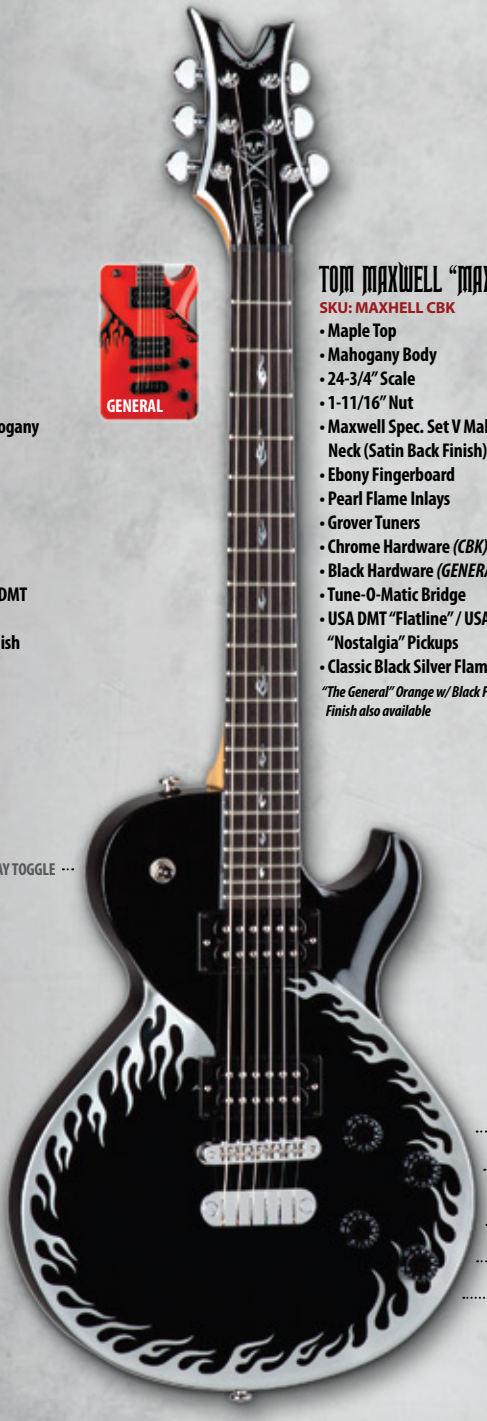 GENERAL
ogany
DMT
ish
AY TOGGLE
TOM MAXWELL “MAX
SKU: MAXHELL CBK
• Maple Top
• Mahogany Body
• 24-3/4” Scale
• 1-11/16” Nut
• Maxwell Spec. Set V Mah
Neck (Satin Back Finish)
• Ebony Fingerboard
• Pearl Flame Inlays
• Grover Tuners
• Chrome Hardware (CBK)
• Black Hardware (GENERA
• Tune-O-Matic Bridge
• USA DMT “Flatline” / USA
“Nostalgia” Pickups
• Classic Black Silver Flam
“The General” Orange w/ Black F
Finish also available